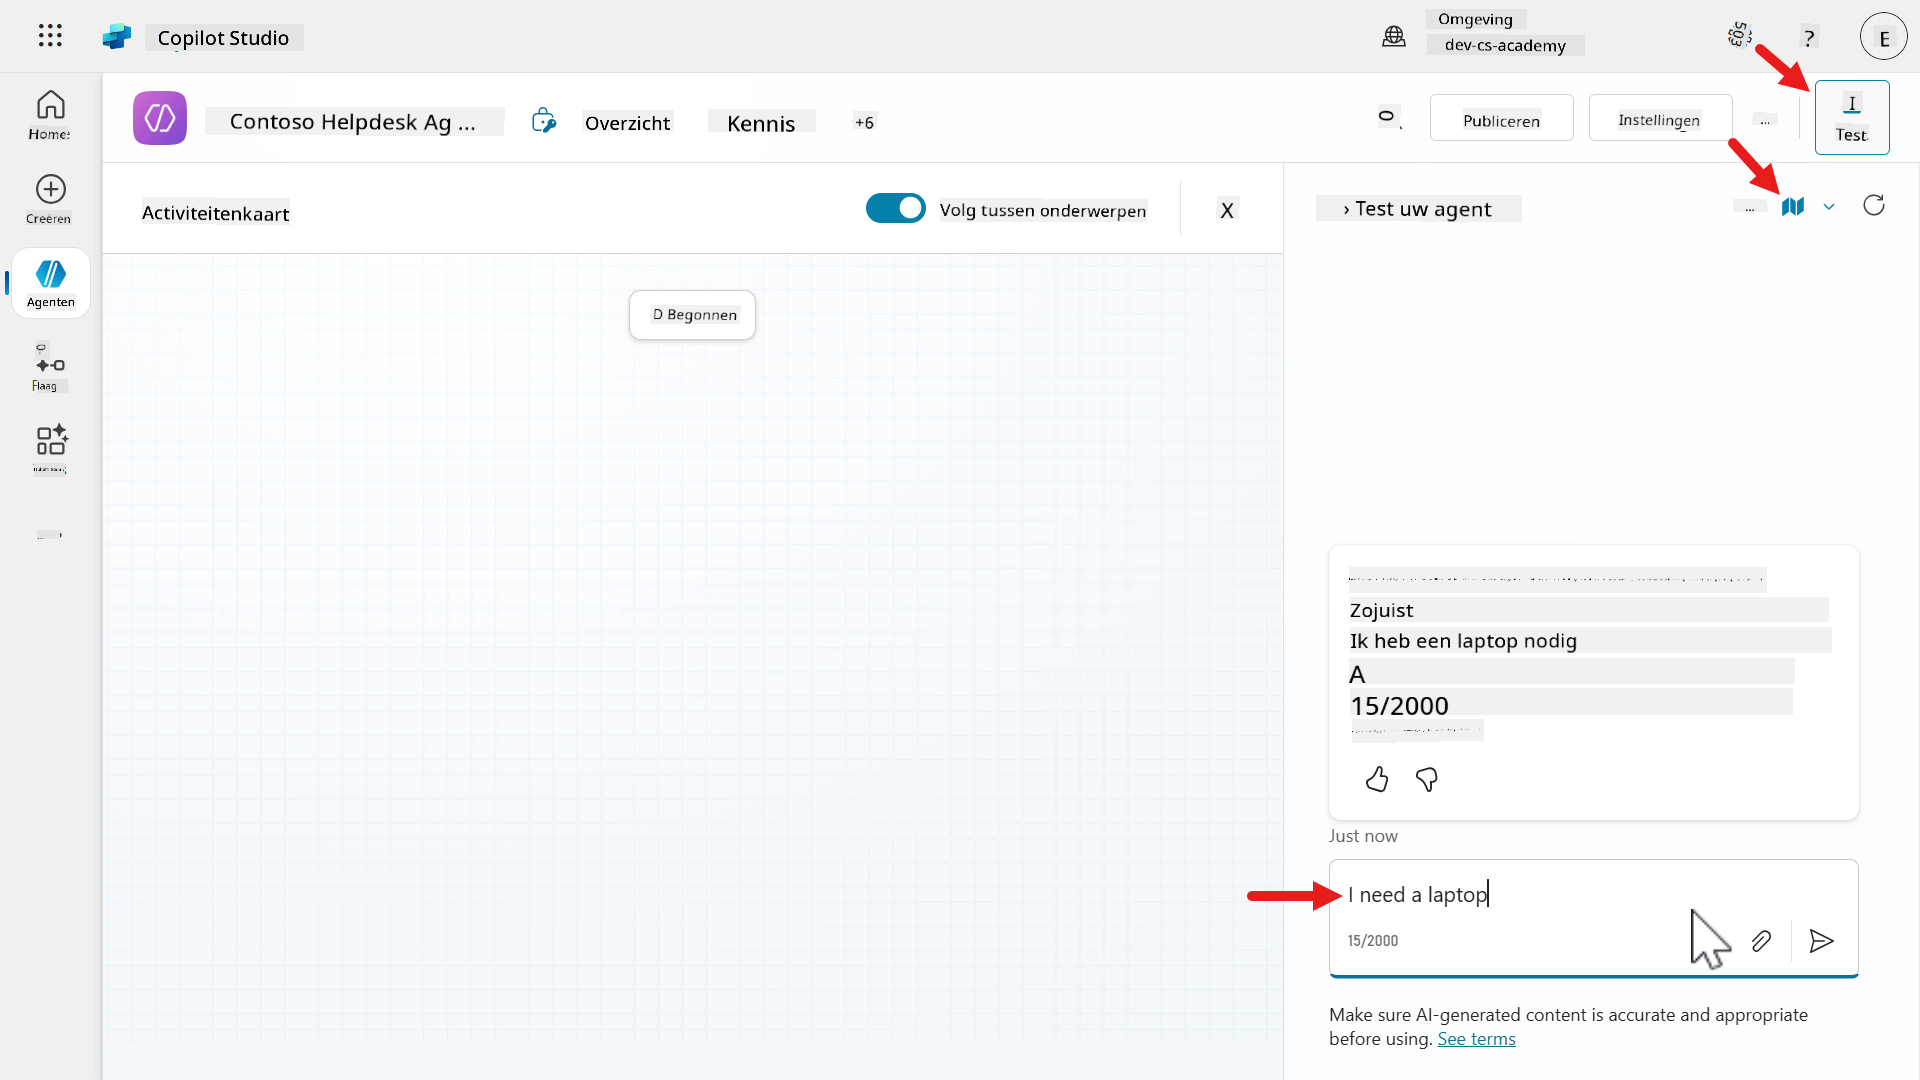 Copilot Studio
Omgeving
dev-cs-academy
?
E
Home:
Creëren
Agenten
Flaag
Contoso Helpdesk Ag ...
Overzicht
Kennis
+6
Publiceren
Instellingen
...
I
Test
Activiteitenkaart
Volg tussen onderwerpen
X
D Begonnen
› Test uw agent
...
Zojuist
Ik heb een laptop nodig
A
15/2000
Just now
I need a laptop
15/2000
Make sure AI-generated content is accurate and appropriate
before using. See terms